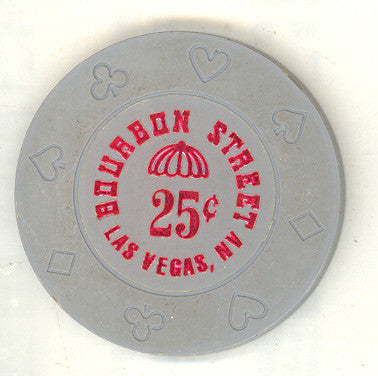 BOURBON STREET
25¢
LAS VEGAS, NV